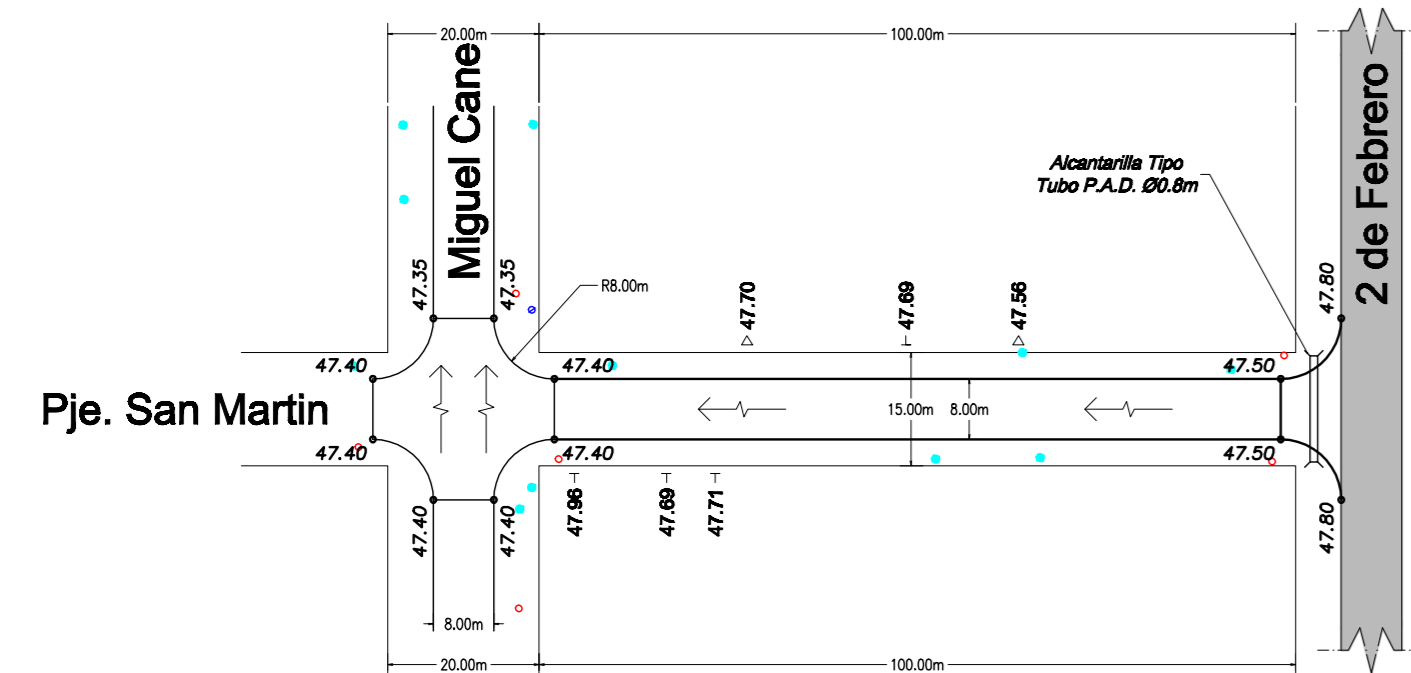 20.00m
100.00m
Miguel Cane
2 de Febrero
Alcantarilla Tipo
Tubo P.A.D. Ø0.8m
47.35
47.35
R8.00m
47.70
47.69
47.56
47.80
47.40
47.40
47.50
Pje. San Martin
15.00m
8.00m
47.40
47.40
47.50
47.40
47.40
47.96
47.69
47.71
47.80
8.00m
20.00m
100.00m